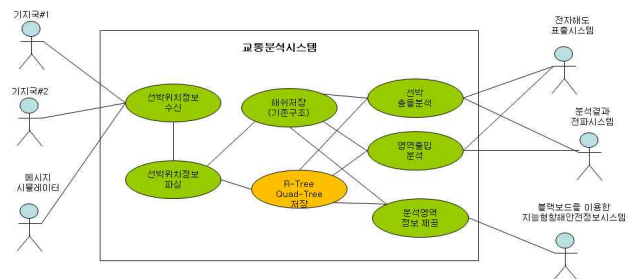 기지국#1
전자해도
표출시스템
교통분석시스템
기지국#2
선박위치정보
수신
해쉬저장
(기존구조)
선박
충돌분석
분석결과
전파시스템
메시지
시뮬레이터
선박위치정보
파싱
R-Tree
Quad-Tree
저장
영역출입
분석
분석영역
정보 제공
블랙보드를 이용한
지능형항해안전정보시스템